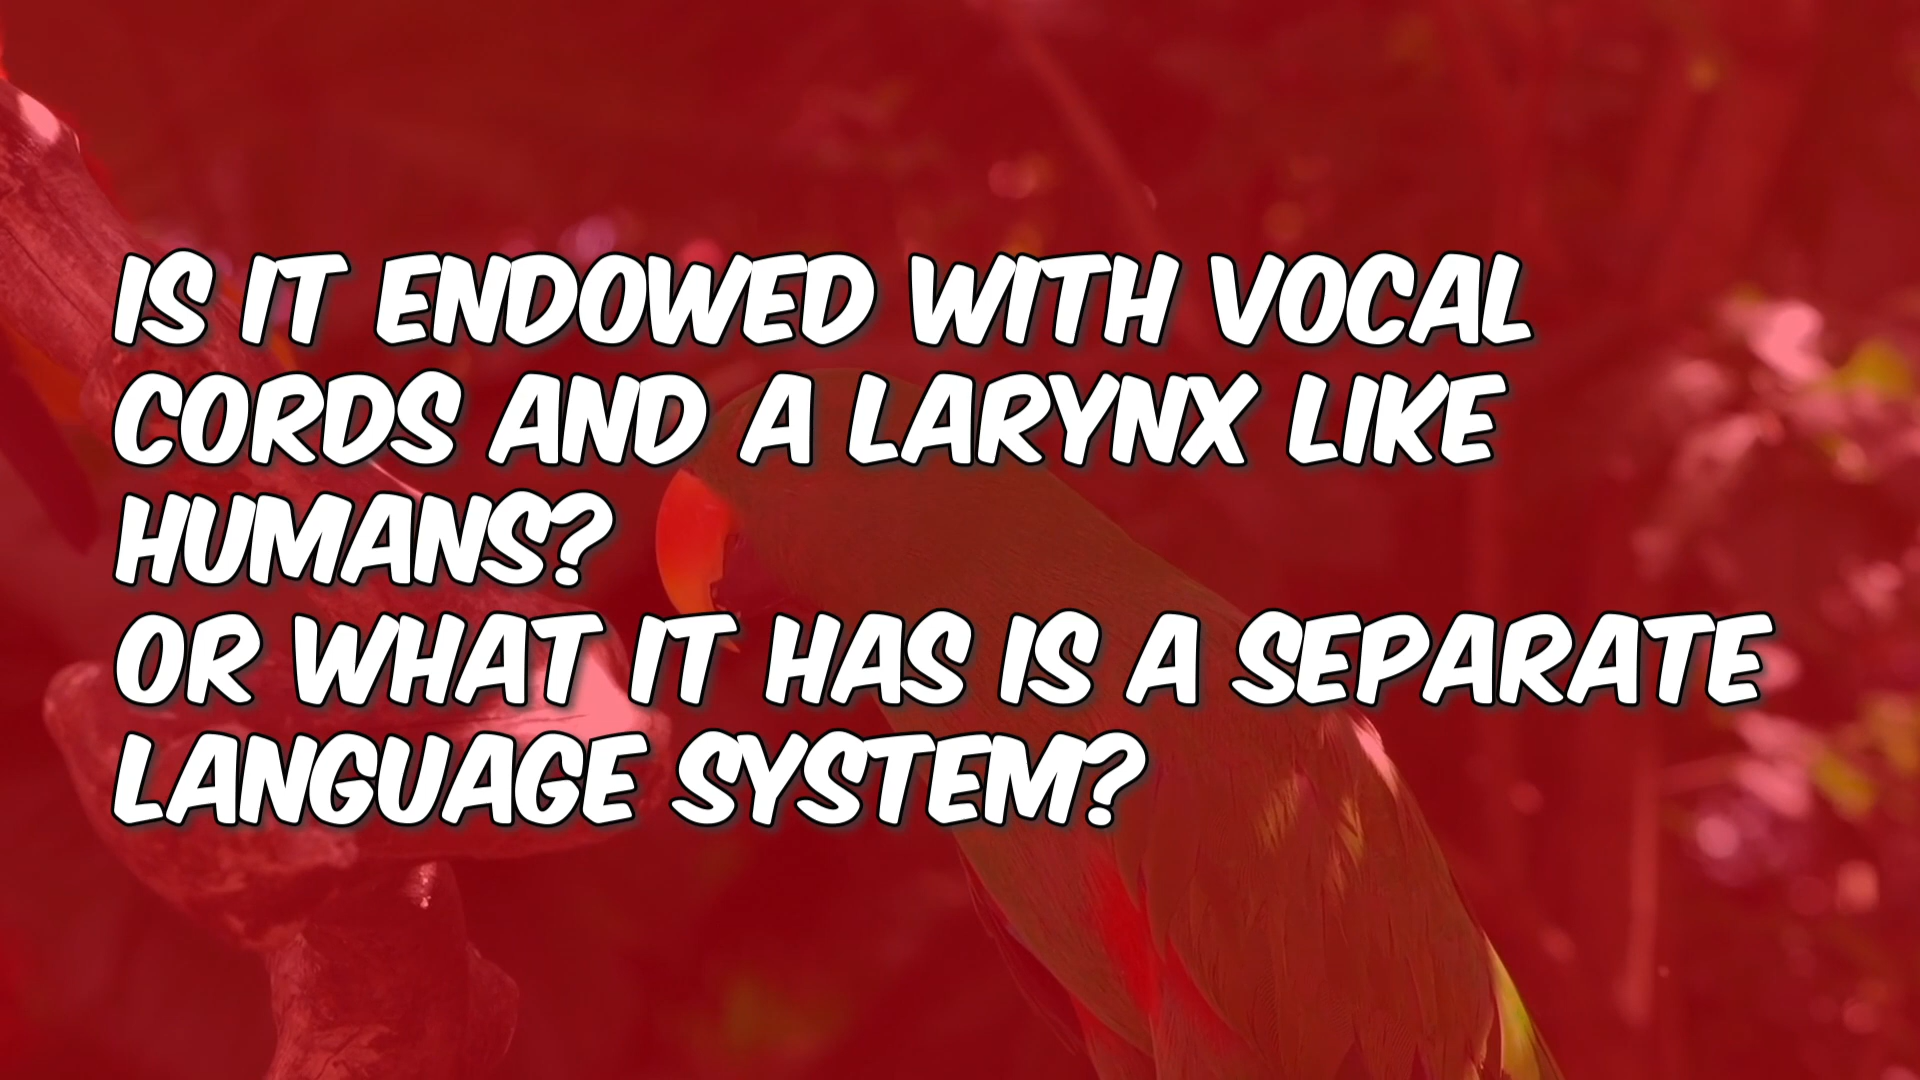 IS IT ENDOWED WITH VOCAL
CORDS AND A LARYNX LIKE
HUMANS?
OR WHAT IT HAS IS A SEPARATE
LANGUAGE SYSTEM?